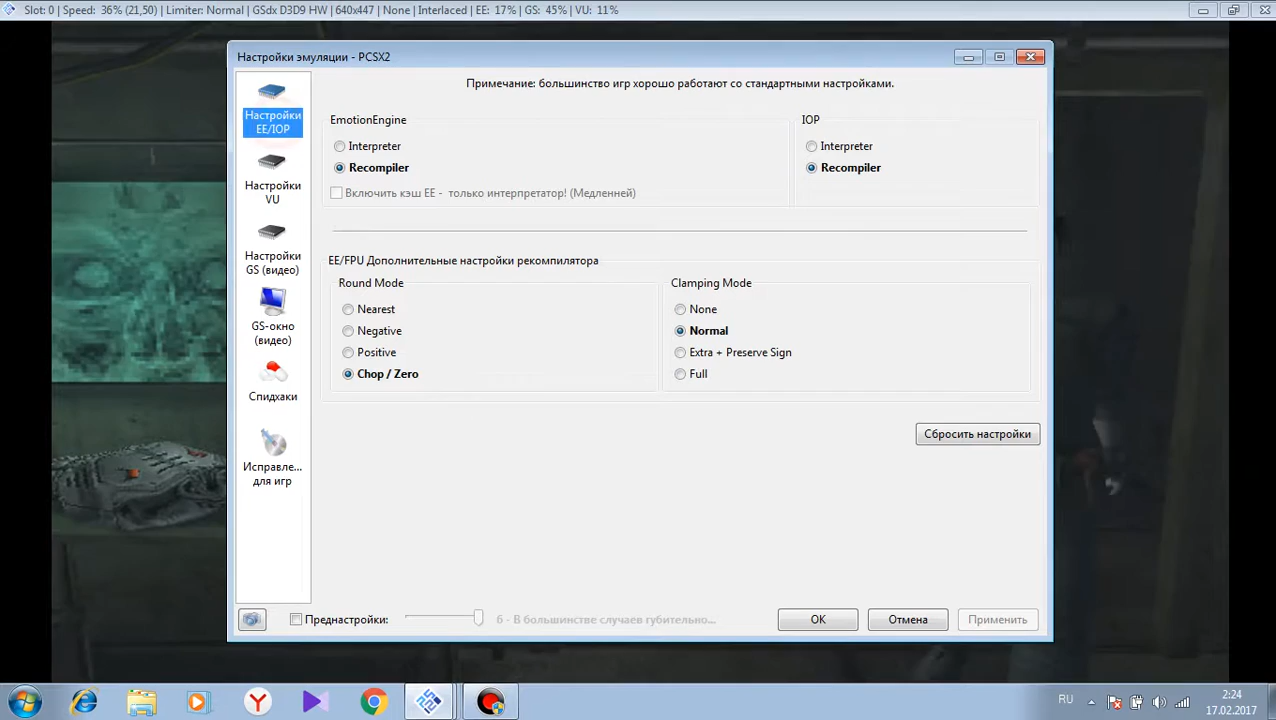 Slot: 0 | Speed: 36% (21,50) | Limiter: Normal | GSdx D3D9 HW | 640x447 | None | Interlaced | EE: 17% | GS: 45% | VU: 11%
Настройки эмуляции - PCSX2
Примечание: большинство игр хорошо работают со стандартными настройками.
Настройки
EE/IOP
Настройки
VU
Настройки
GS (видео)
GS-окно
(видео)
Спидхаки
Исправле...
для игр
EmotionEngine
Interpreter
Recompiler
Включить кэш EE - только интерпретатор! (Медленней)
IOP
Interpreter
Recompiler
EE/FPU Дополнительные настройки рекомпилятора
Round Mode
Nearest
Negative
Positive
Chop / Zero
Clamping Mode
None
Normal
Extra + Preserve Sign
Full
Сбросить настройки
Преднастройки:
6 - В большинстве случаев губительно...
OK
Отмена
Применить
RU
2:24
17.02.2017